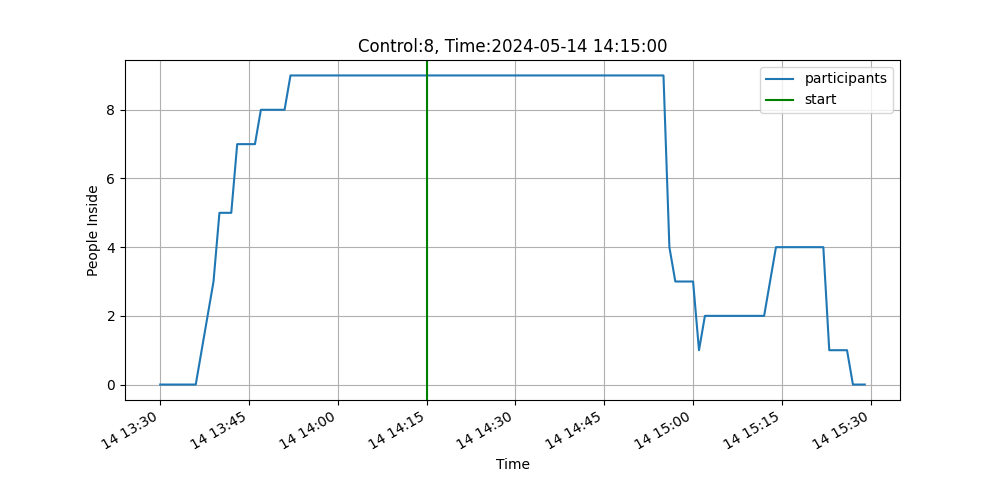 Control:8, Time:2024-05-14 14:15:00
participants
start
People Inside
8
6
4
2
0
14 13:30
14 13:45
14 14:00
14 14:15
14 14:30
14 14:45
14 15:00
14 15:15
14 15:30
Time